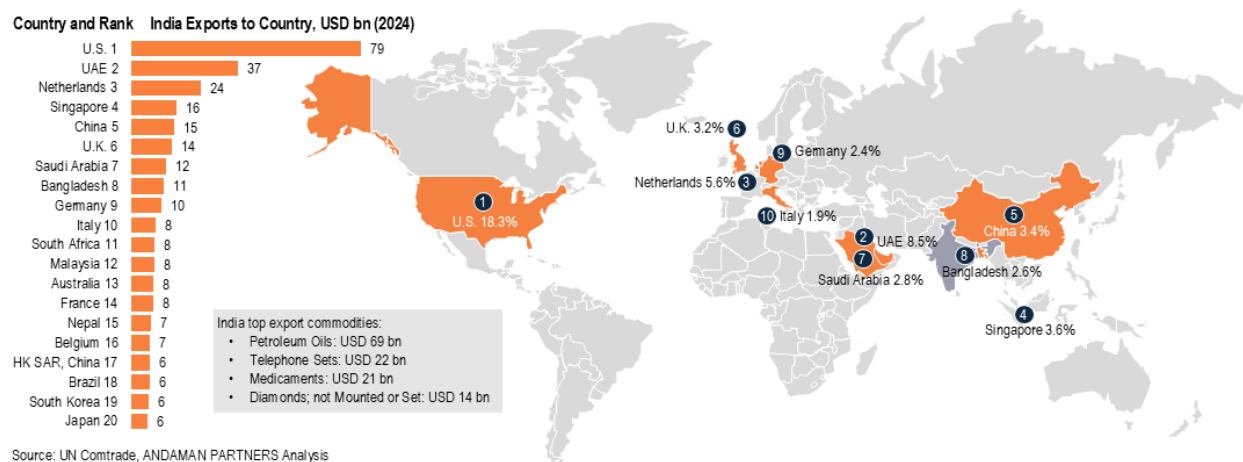 Country and Rank India Exports to Country, USD bn (2024)
U.S. 1 79
UAE 2 37
Netherlands 3 24
Singapore 4 16
China 5 15
U.K. 6 14
Saudi Arabia 7 12
Bangladesh 8 11
Germany 9 10
Italy 10 8
South Africa 11 8
Malaysia 12 8
Australia 13 8
France 14 8
Nepal 15 7
Belgium 16 7
HK SAR, China 17 6
Brazil 18 6
South Korea 19 6
Japan 20 6
India top export commodities:
• Petroleum Oils: USD 69 bn
• Telephone Sets: USD 22 bn
• Medicaments: USD 21 bn
• Diamonds; not Mounted or Set: USD 14 bn
1
U.S. 18.3%
U.K. 3.2% 6
9 Germany 2.4%
Netherlands 5.6% 3
10 Italy 1.9%
2 UAE 8.5%
7
Saudi Arabia 2.8%
5
China 3.4%
8
Bangladesh 2.6%
4
Singapore 3.6%
Source: UN Comtrade, ANDAMAN PARTNERS Analysis